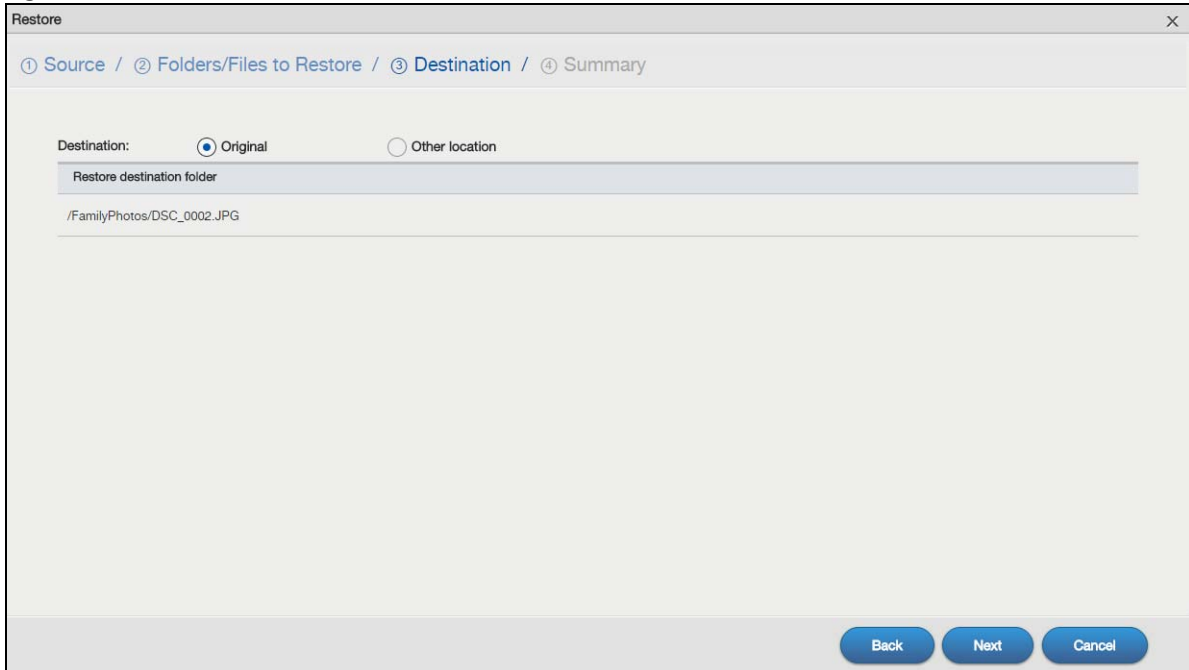 Restore
① Source / ② Folders/Files to Restore / ③ Destination / ④ Summary
Destination: Original Other location
Restore destination folder
/FamilyPhotos/DSC_0002.JPG
Back Next Cancel